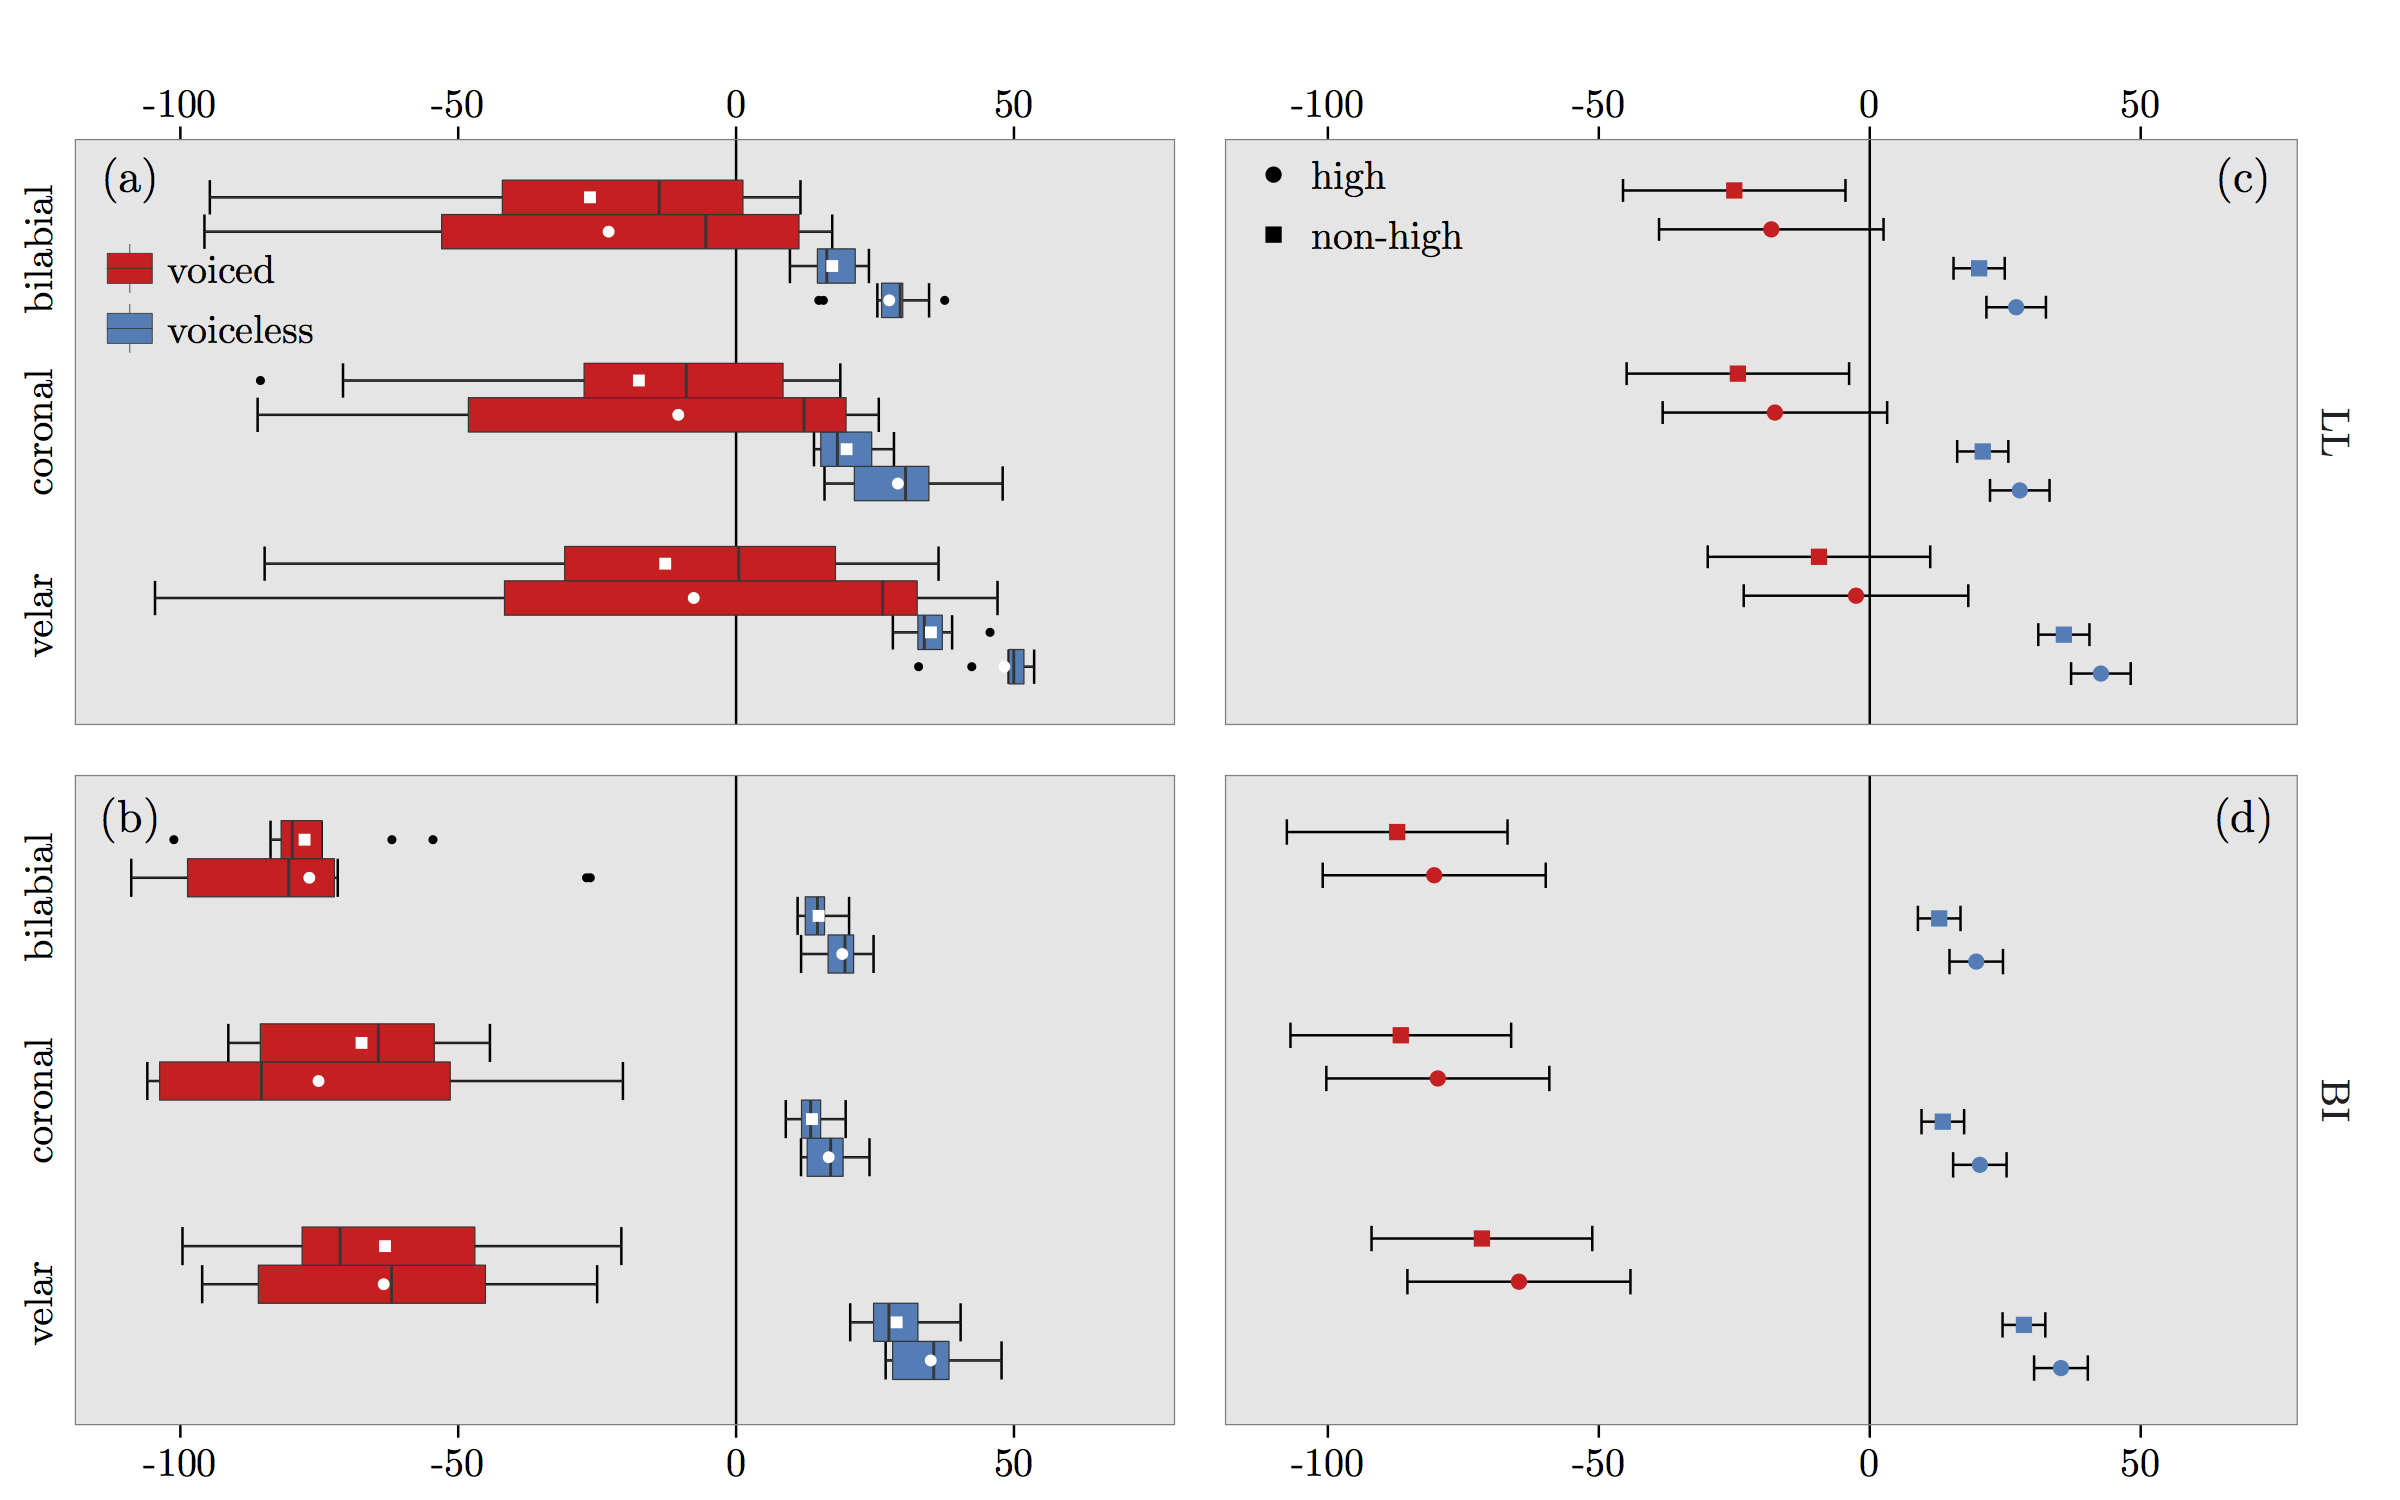 -100 -50 0 50
-100 -50 0 50
(a)
voiced
voiceless
bilabial
coronal
velar
(c)
high
non-high
LL
(b)
bilabial
coronal
velar
(d)
BI
-100 -50 0 50
-100 -50 0 50